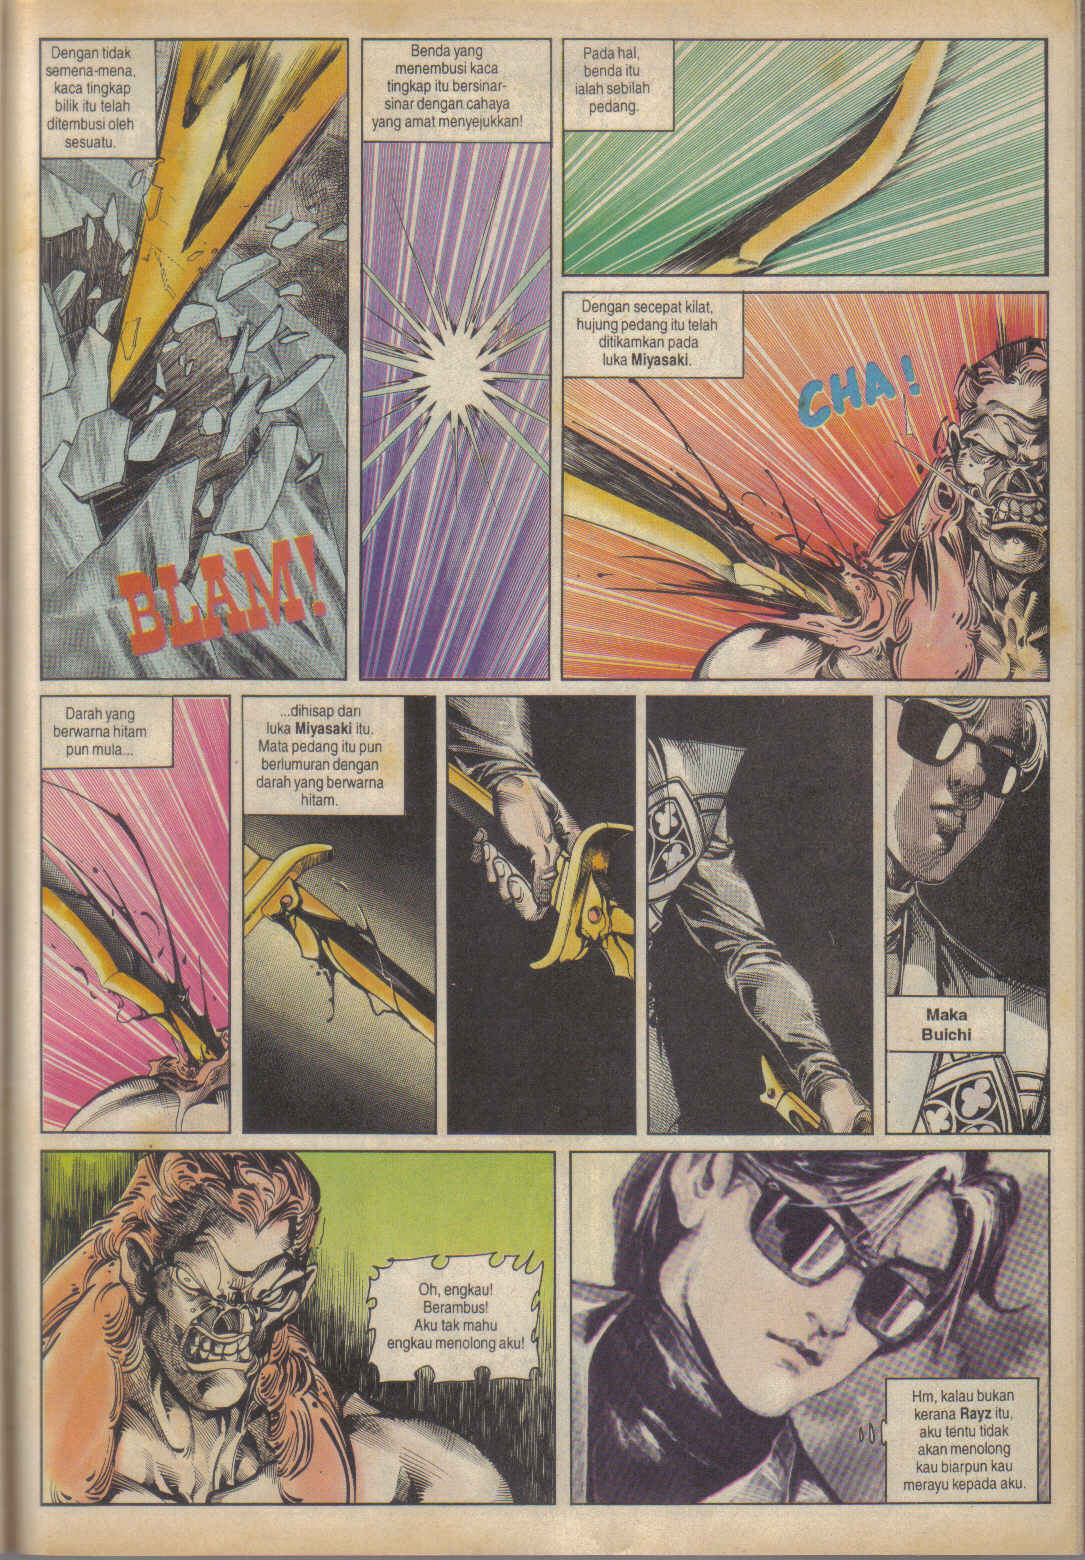 Dengan tidak
semena-mena,
kaca tingkap
bilik itu telah
ditembusi oleh
sesuatu.
BLAM!
Benda yang
menembusi kaca
tingkap itu bersinar-
sinar dengan cahaya
yang amat menyejukkan!
Pada hal,
benda itu
ialah sebilah
pedang.
Dengan secepat kilat,
hujung pedang itu telah
ditikamkan pada
luka Miyasaki.
CHA!
Darah yang
berwarna hitam
pun mula...
...dihisap dari
luka Miyasaki itu.
Mata pedang itu pun
berlumuran dengan
darah yang berwarna
hitam.
Maka
Buichi
Oh, engkau!
Berambus!
Aku tak mahu
engkau menolong aku!
Hm, kalau bukan
kerana Rayz itu,
aku tentu tidak
akan menolong
kau biarpun kau
merayu kepada aku.